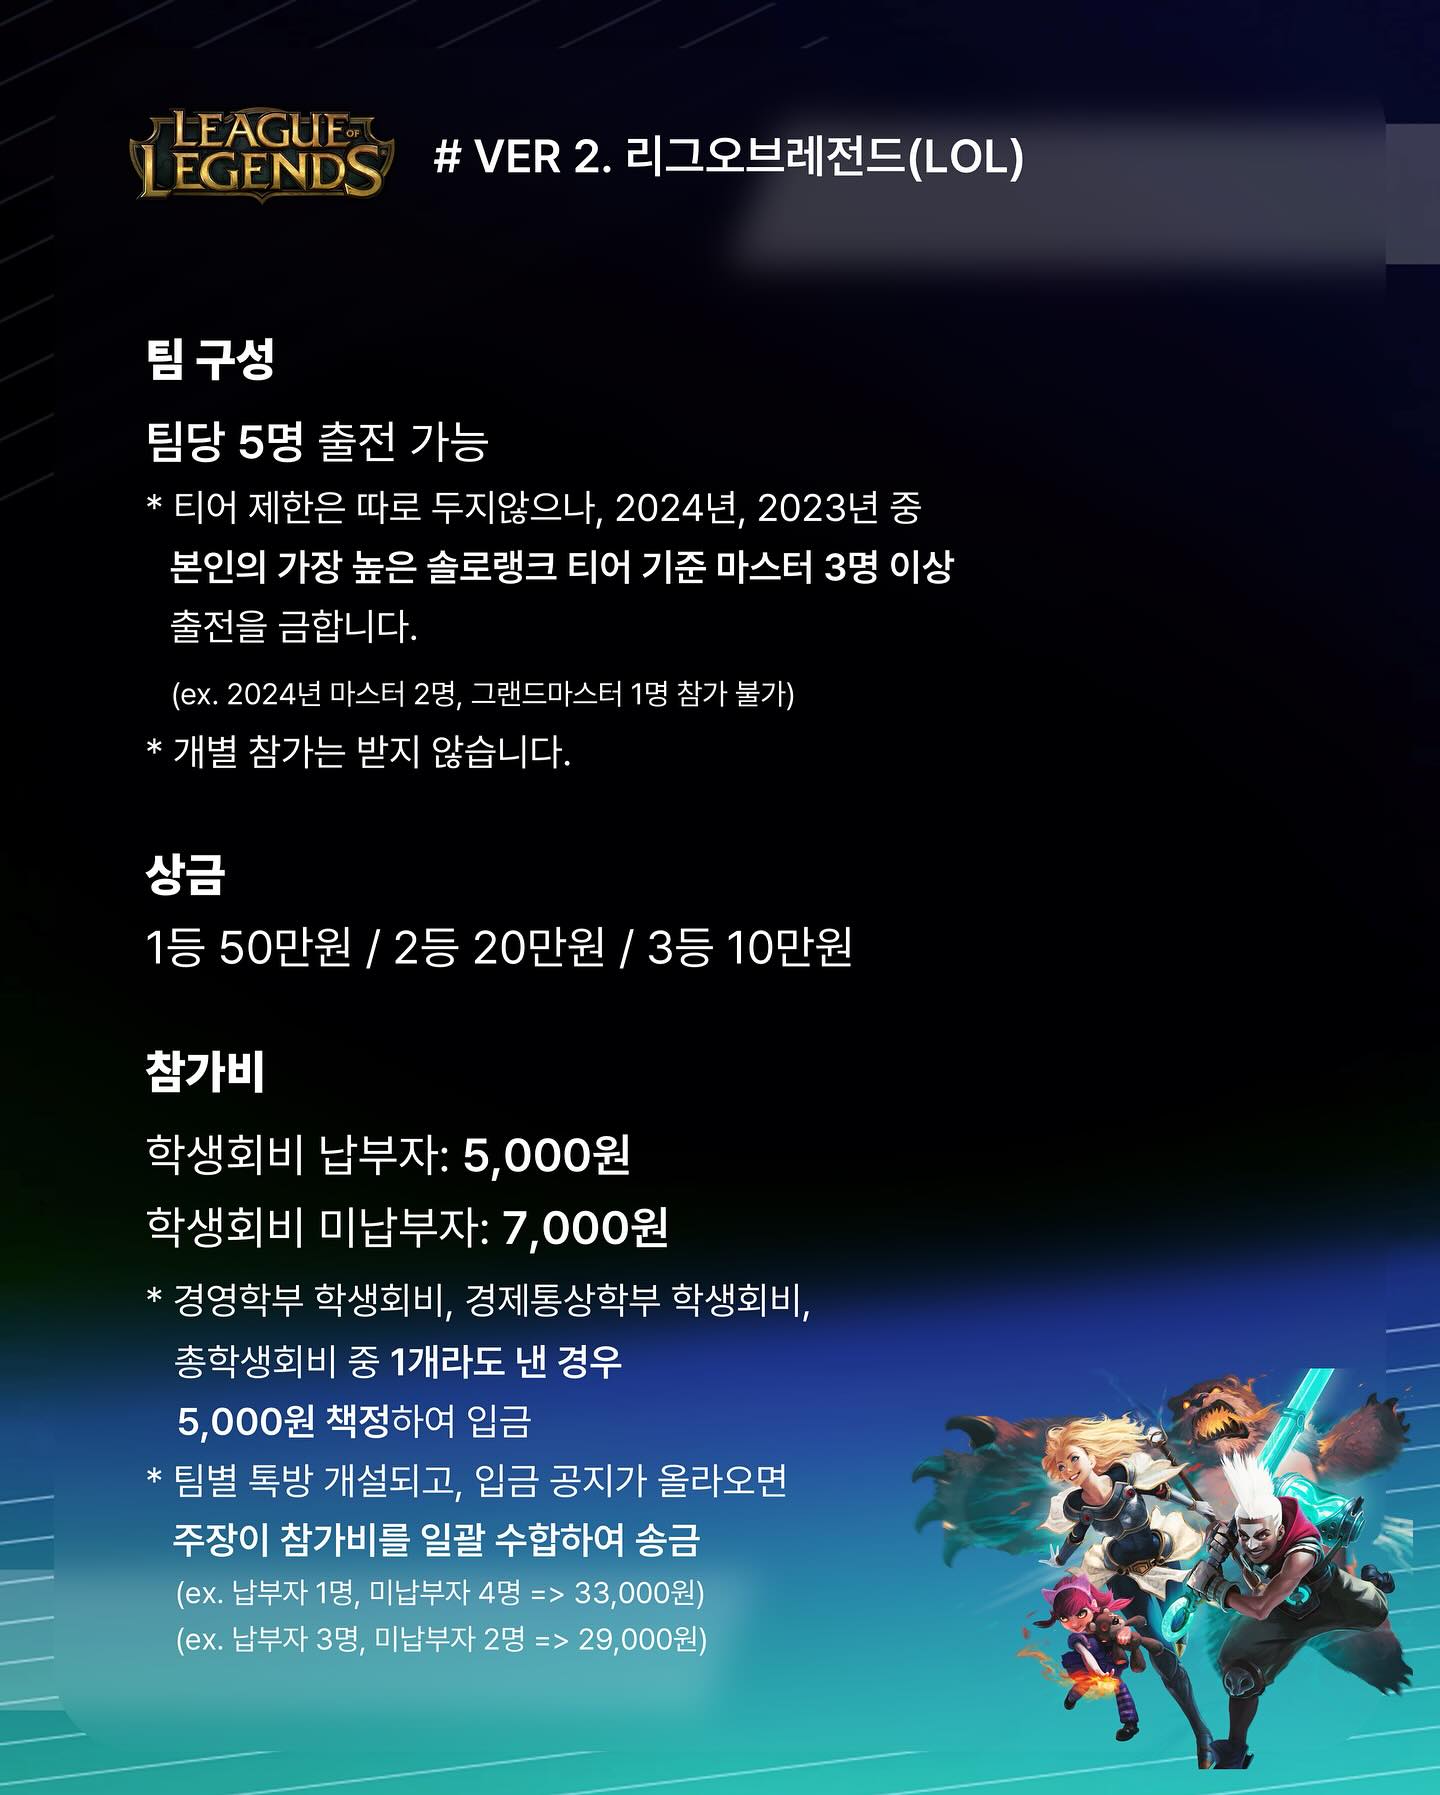 LEAGUE OF
LEGENDS
# VER 2. 리그오브레전드(LOL)
팀 구성
팀당 5명 출전 가능
* 티어 제한은 따로 두지않으나, 2024년, 2023년 중
본인의 가장 높은 솔로랭크 티어 기준 마스터 3명 이상
출전을 금합니다.
(ex. 2024년 마스터 2명, 그랜드마스터 1명 참가 불가)
* 개별 참가는 받지 않습니다.
상금
1등 50만원 / 2등 20만원 / 3등 10만원
참가비
학생회비 납부자: 5,000원
학생회비 미납부자: 7,000원
* 경영학부 학생회비, 경제통상학부 학생회비,
총학생회비 중 1개라도 낸 경우
5,000원 책정하여 입금
* 팀별 톡방 개설되고, 입금 공지가 올라오면
주장이 참가비를 일괄 수합하여 송금
(ex. 납부자 1명, 미납부자 4명 => 33,000원)
(ex. 납부자 3명, 미납부자 2명 => 29,000원)